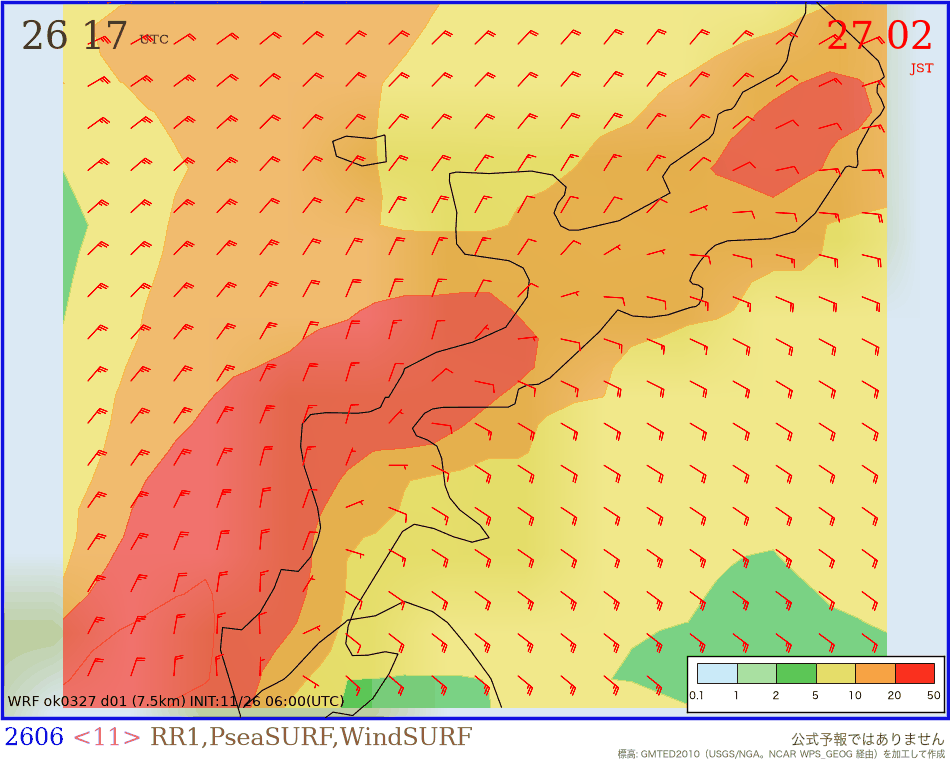 26 17 UTC
27 02
JST
WRF ok0327 d01 (7.5km) INIT:11/26 06:00(UTC)
0.1 1 2 5 10 20 50
2606 <11> RR1,PseaSURF,WindSURF
公式予報ではありません
標高: GMTED2010（USGS/NGA。NCAR WPS_GEOG 経由）を加工して作成